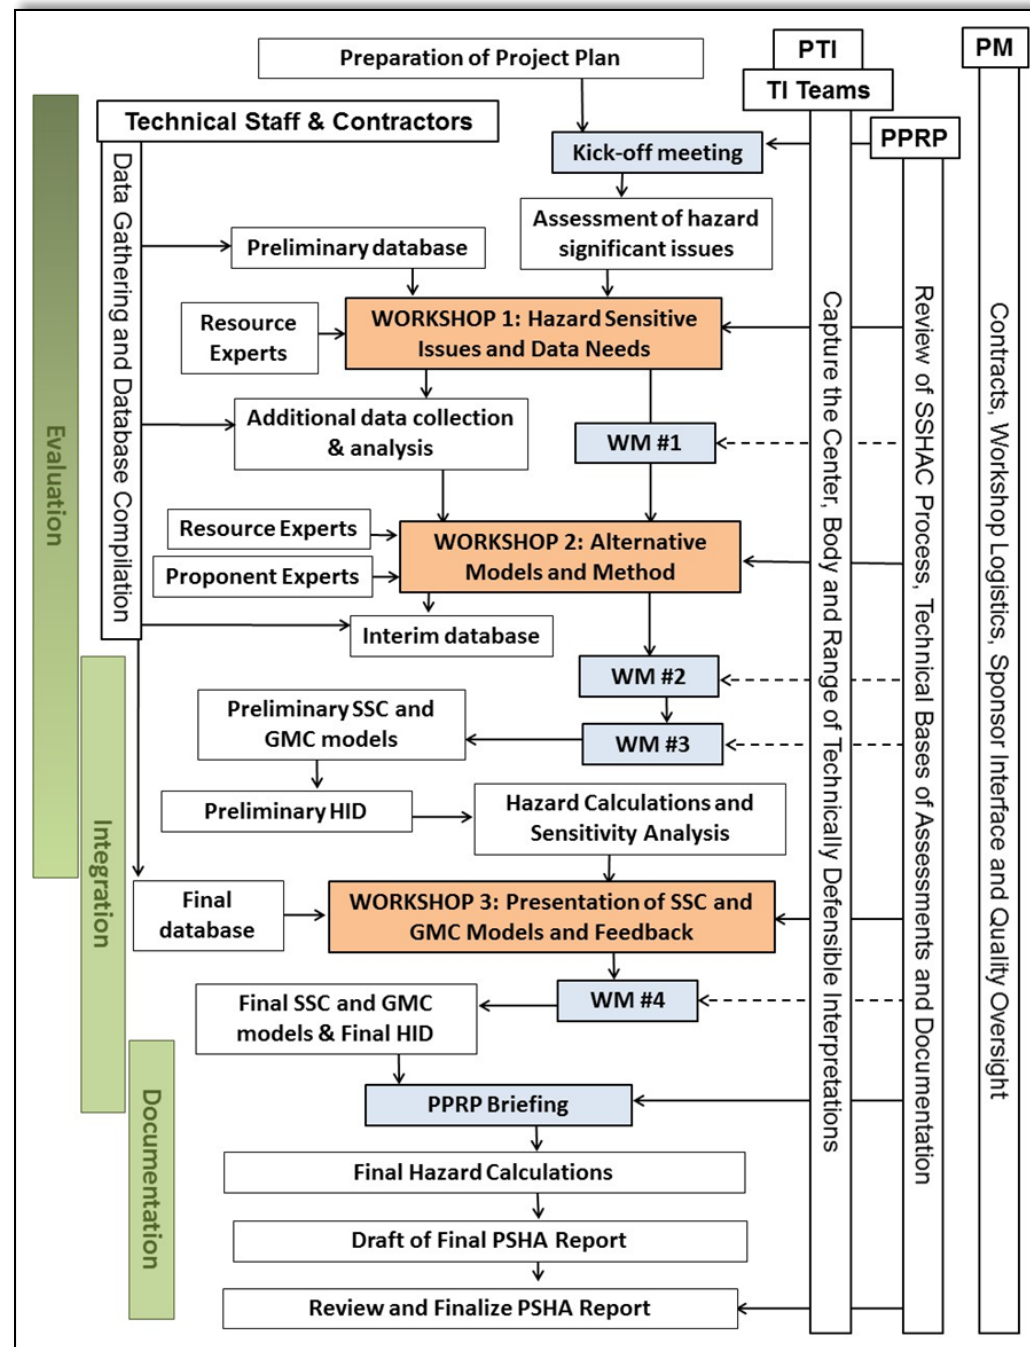 Preparation of Project Plan
PTI
TI Teams
PM
PPRP
Technical Staff & Contractors
Kick-off meeting
Assessment of hazard
significant issues
Preliminary database
Resource
Experts
WORKSHOP 1: Hazard Sensitive
Issues and Data Needs
Additional data collection
& analysis
WM #1
Resource Experts
Proponent Experts
WORKSHOP 2: Alternative
Models and Method
Interim database
WM #2
Preliminary SSC and
GMC models
WM #3
Preliminary HID
Hazard Calculations and
Sensitivity Analysis
Final
database
WORKSHOP 3: Presentation of SSC and
GMC Models and Feedback
Final SSC and GMC
models & Final HID
WM #4
PPRP Briefing
Final Hazard Calculations
Draft of Final PSHA Report
Review and Finalize PSHA Report
Evaluation
Integration
Documentation
Data Gathering and Database Compilation
Capture the Center, Body and Range of Technically Defensible Interpretations
Review of SSHAC Process, Technical Bases of Assessments and Documentation
Contracts, Workshop Logistics, Sponsor Interface and Quality Oversight